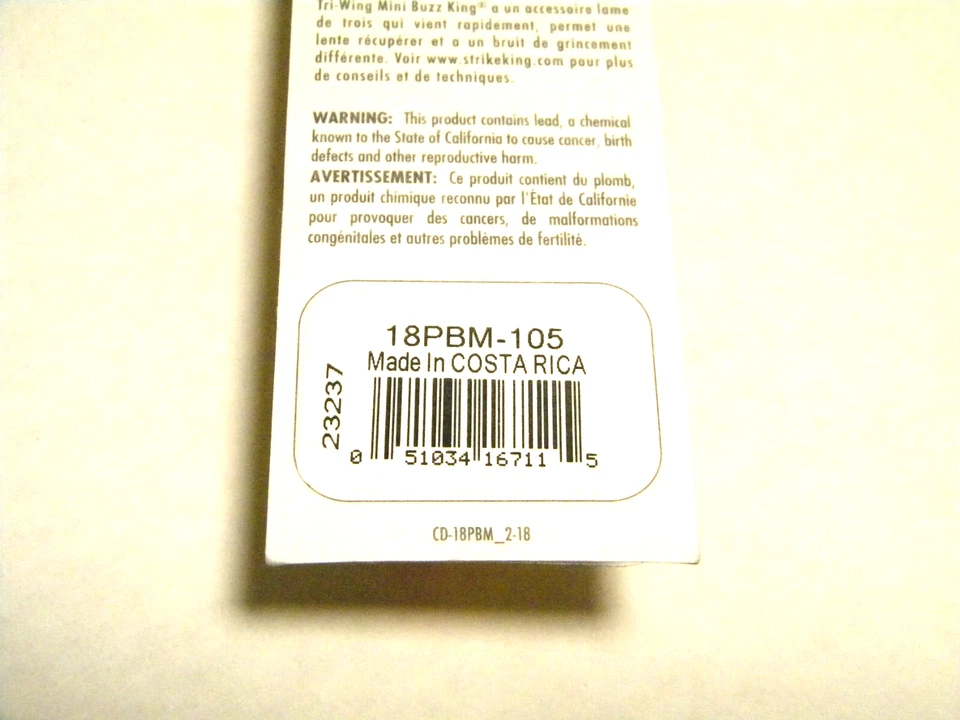 Tri-Wing Mini Buzz King® a un accessoire lame
de trois qui vient rapidement, permet une
lente récupérer et a un bruit de grincement
différente. Voir www.strikeking.com pour plus
de conseils et de techniques.
WARNING: This product contains lead, a chemical
known to the State of California to cause cancer, birth
defects and other reproductive harm.
AVERTISSEMENT: Ce produit contient du plomb,
un produit chimique reconnu par l'État de Californie
pour provoquer des cancers, de malformations
congénitales et autres problèmes de fertilité.
18PBM-105
Made In COSTA RICA
23237
0 51034 16711 5
CD-18PBM_2-18